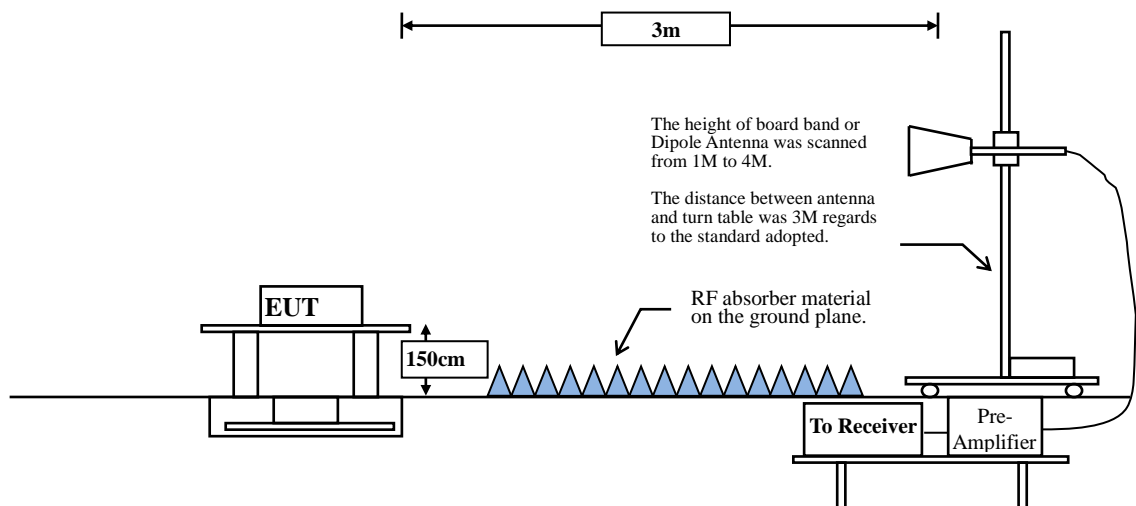 3m
The height of board band or
Dipole Antenna was scanned
from 1M to 4M.
The distance between antenna
and turn table was 3M regards
to the standard adopted.
EUT
RF absorber material
on the ground plane.
150cm
To Receiver
Pre-
Amplifier